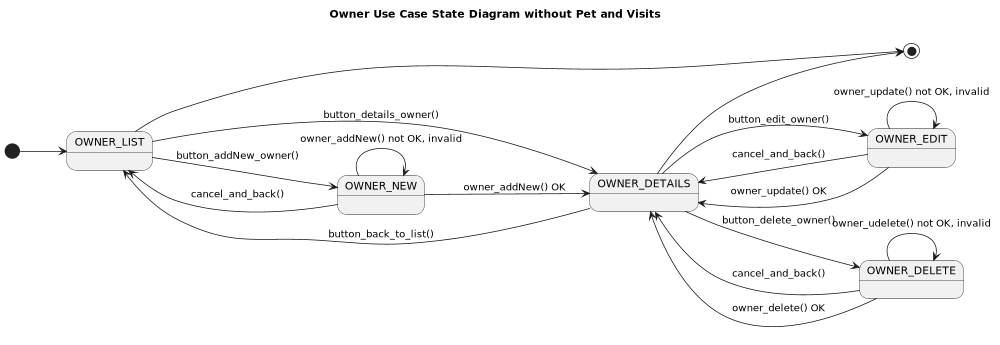 Owner Use Case State Diagram without Pet and Visits
owner_update() not OK, invalid
button_details_owner()
button_edit_owner()
OWNER_LIST
owner_addNew() not OK, invalid
OWNER_EDIT
button_addNew_owner()
cancel_and_back()
OWNER_NEW
OWNER_DETAILS
owner_addNew() OK
cancel_and_back()
owner_update() OK
button_delete_owner()
owner_udelete() not OK, invalid
button_back_to_list()
OWNER_DELETE
cancel_and_back()
owner_delete() OK